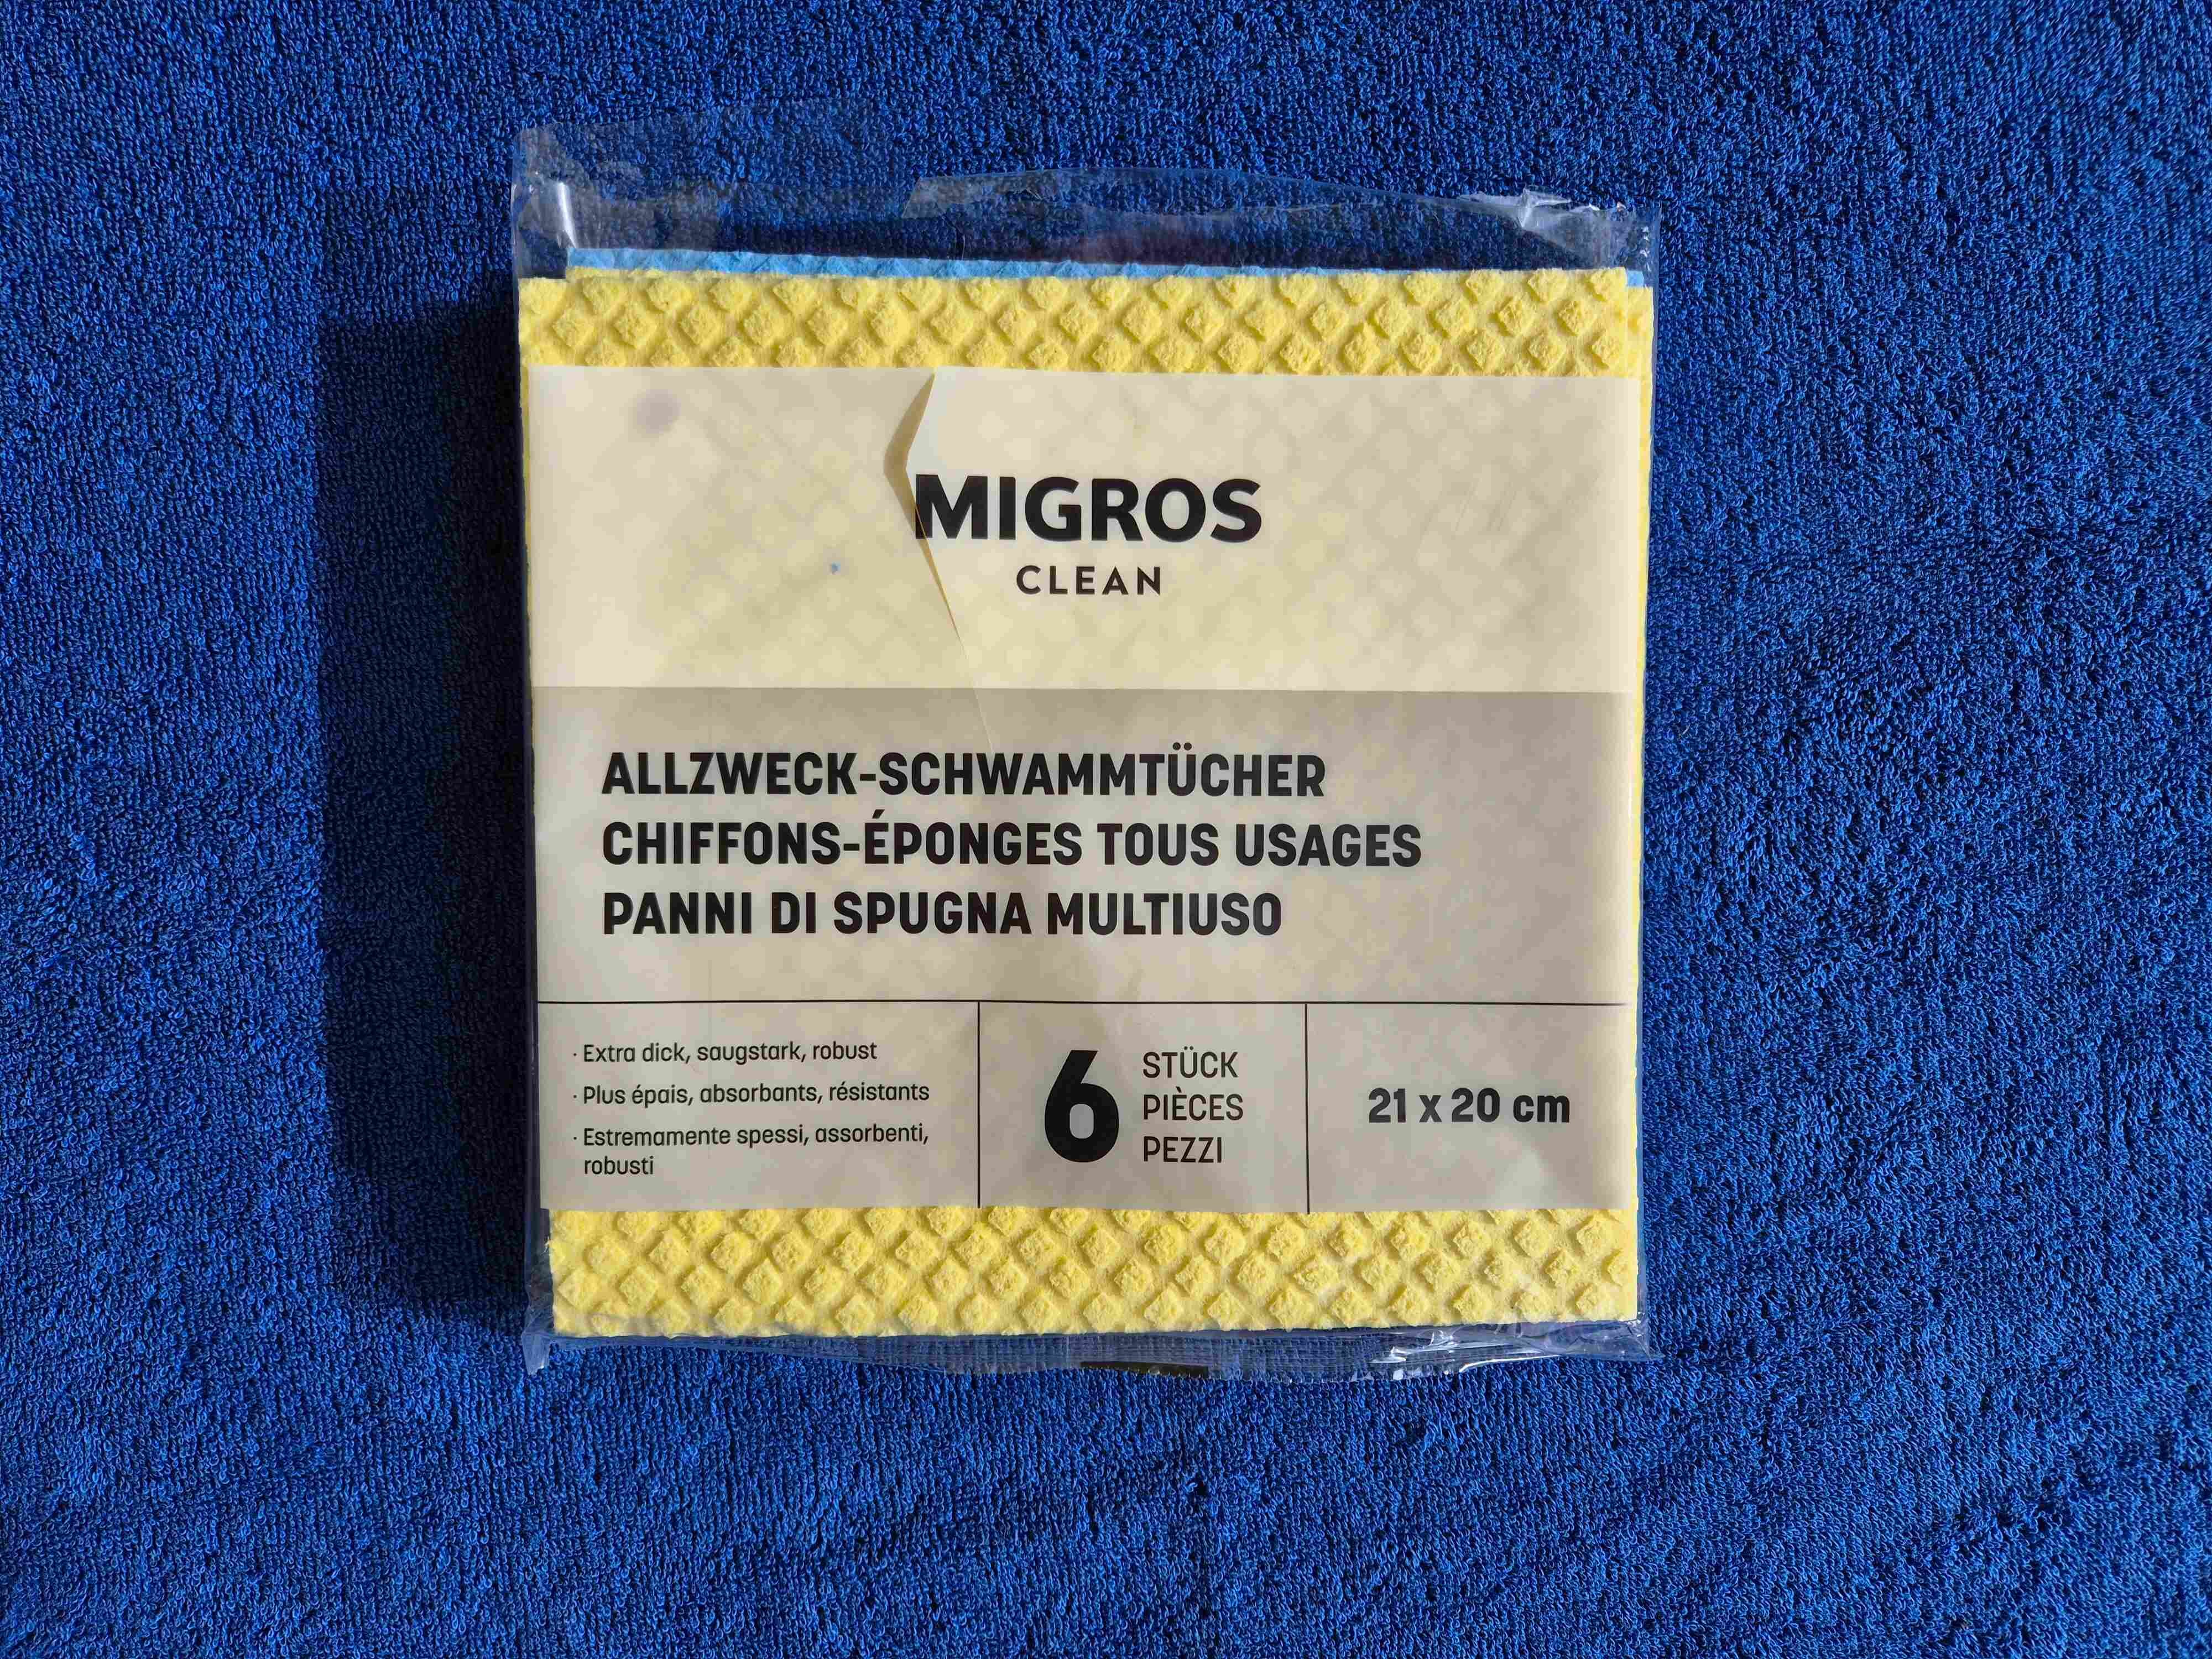 MIGROS
CLEAN
ALLZWECK-SCHWAMMTÜCHER
CHIFFONS-ÉPONGES TOUS USAGES
PANNI DI SPUGNA MULTIUSO
· Extra dick, saugstark, robust
· Plus épais, absorbants, résistants
· Estremamente spessi, assorbenti,
robusti
6
STÜCK
PIÈCES
PEZZI
21 x 20 cm